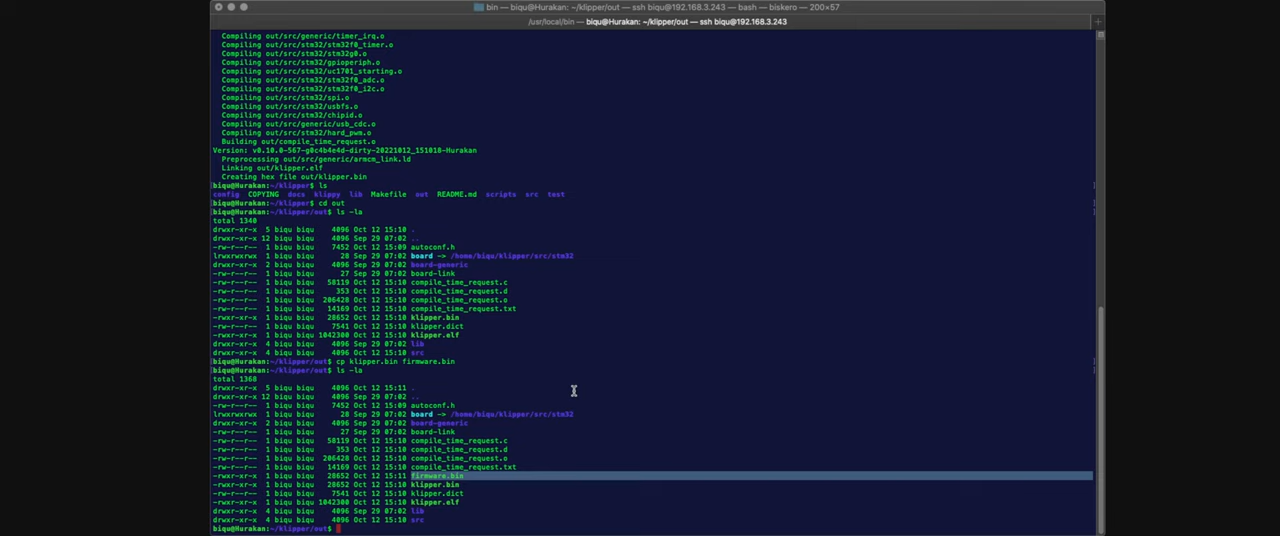 bin — biqu@Hurakan: ~/klipper/out — ssh biqu@192.168.3.243 — bash — biskero — 200×57
/usr/local/bin — biqu@Hurakan: ~/klipper/out — ssh biqu@192.168.3.243
Compiling out/src/generic/timer_irq.o
Compiling out/src/stm32/stm32f0_timer.o
Compiling out/src/stm32/stm32g0.o
Compiling out/src/stm32/gpioperiph.o
Compiling out/src/stm32/uc1701_starting.o
Compiling out/src/stm32/stm32f0_adc.o
Compiling out/src/stm32/stm32f0_i2c.o
Compiling out/src/stm32/spi.o
Compiling out/src/stm32/usbfs.o
Compiling out/src/stm32/chipid.o
Compiling out/src/generic/usb_cdc.o
Compiling out/src/stm32/hard_pwm.o
Building out/compile_time_request.o
Version: v0.10.0-567-g0c4b4e4d-dirty-20221012_151018-Hurakan
Preprocessing out/src/generic/armcm_link.ld
Linking out/klipper.elf
Creating hex file out/klipper.bin
biqu@Hurakan:~/klipper$ ls
config COPYING docs klippy lib Makefile out README.md scripts src test
biqu@Hurakan:~/klipper$ cd out
biqu@Hurakan:~/klipper/out$ ls -la
total 1340
drwxr-xr-x 5 biqu biqu 4096 Oct 12 15:10 .
drwxr-xr-x 12 biqu biqu 4096 Sep 29 07:02 ..
-rw-r--r-- 1 biqu biqu 7452 Oct 12 15:09 autoconf.h
lrwxrwxrwx 1 biqu biqu 28 Sep 29 07:02 board -> /home/biqu/klipper/src/stm32
drwxr-xr-x 2 biqu biqu 4096 Sep 29 07:02 board-generic
-rw-r--r-- 1 biqu biqu 27 Sep 29 07:02 board-link
-rw-r--r-- 1 biqu biqu 58119 Oct 12 15:10 compile_time_request.c
-rw-r--r-- 1 biqu biqu 353 Oct 12 15:10 compile_time_request.d
-rw-r--r-- 1 biqu biqu 206428 Oct 12 15:10 compile_time_request.o
-rw-r--r-- 1 biqu biqu 14169 Oct 12 15:10 compile_time_request.txt
-rwxr-xr-x 1 biqu biqu 28652 Oct 12 15:10 klipper.bin
-rw-r--r-- 1 biqu biqu 7541 Oct 12 15:10 klipper.dict
-rwxr-xr-x 1 biqu biqu 1042300 Oct 12 15:10 klipper.elf
drwxr-xr-x 4 biqu biqu 4096 Sep 29 07:02 lib
drwxr-xr-x 4 biqu biqu 4096 Oct 12 15:10 src
biqu@Hurakan:~/klipper/out$ cp klipper.bin firmware.bin
biqu@Hurakan:~/klipper/out$ ls -la
total 1368
drwxr-xr-x 5 biqu biqu 4096 Oct 12 15:11 .
drwxr-xr-x 12 biqu biqu 4096 Sep 29 07:02 ..
-rw-r--r-- 1 biqu biqu 7452 Oct 12 15:09 autoconf.h
lrwxrwxrwx 1 biqu biqu 28 Sep 29 07:02 board -> /home/biqu/klipper/src/stm32
drwxr-xr-x 2 biqu biqu 4096 Sep 29 07:02 board-generic
-rw-r--r-- 1 biqu biqu 27 Sep 29 07:02 board-link
-rw-r--r-- 1 biqu biqu 58119 Oct 12 15:10 compile_time_request.c
-rw-r--r-- 1 biqu biqu 353 Oct 12 15:10 compile_time_request.d
-rw-r--r-- 1 biqu biqu 206428 Oct 12 15:10 compile_time_request.o
-rw-r--r-- 1 biqu biqu 14169 Oct 12 15:10 compile_time_request.txt
-rwxr-xr-x 1 biqu biqu 28652 Oct 12 15:11 firmware.bin
-rwxr-xr-x 1 biqu biqu 28652 Oct 12 15:10 klipper.bin
-rw-r--r-- 1 biqu biqu 7541 Oct 12 15:10 klipper.dict
-rwxr-xr-x 1 biqu biqu 1042300 Oct 12 15:10 klipper.elf
drwxr-xr-x 4 biqu biqu 4096 Sep 29 07:02 lib
drwxr-xr-x 4 biqu biqu 4096 Oct 12 15:10 src
biqu@Hurakan:~/klipper/out$